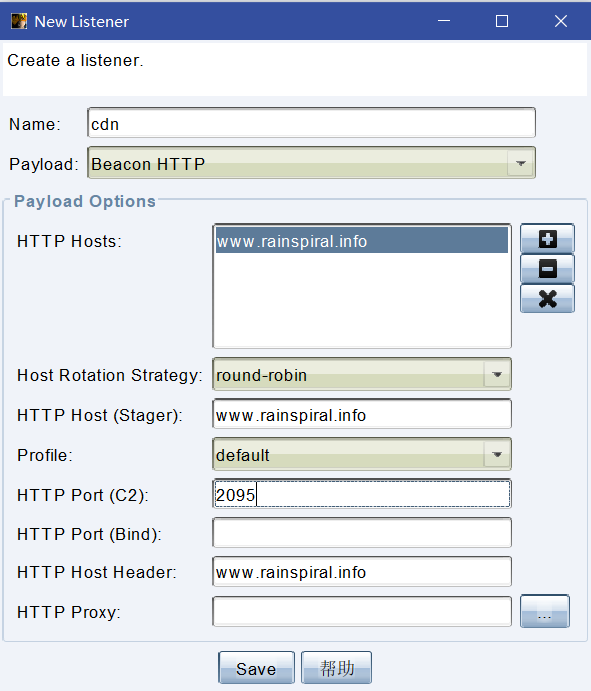 New Listener
Create a listener.
Name: cdn
Payload: Beacon HTTP
Payload Options
HTTP Hosts: www.rainspiral.info
Host Rotation Strategy: round-robin
HTTP Host (Stager): www.rainspiral.info
Profile: default
HTTP Port (C2): 2095
HTTP Port (Bind):
HTTP Host Header: www.rainspiral.info
HTTP Proxy: ...
Save 帮助